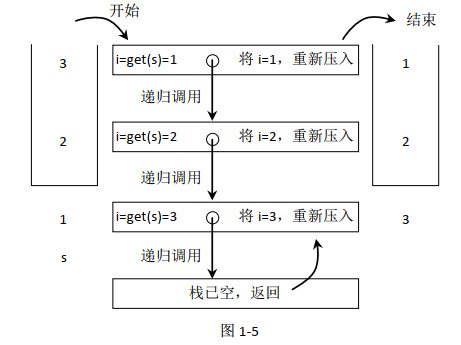 开始
结束
3 i=get(s)=1 将 i=1，重新压入 1
递归调用
2 i=get(s)=2 将 i=2，重新压入 2
递归调用
1 i=get(s)=3 将 i=3，重新压入 3
递归调用
s
栈已空，返回
图 1-5